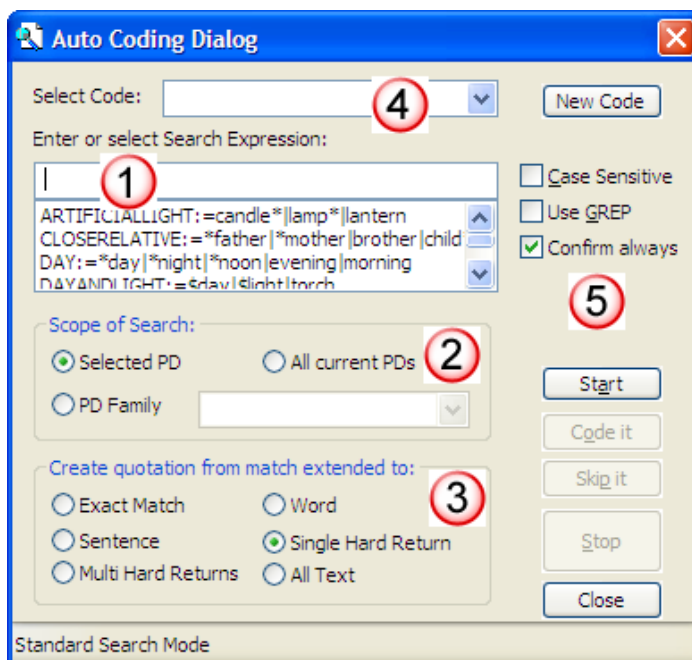 Auto Coding Dialog
Select Code:
4
New Code
Enter or select Search Expression:
1
ARTIFICIALLIGHT:=candle*|lamp*|lantern
CLOSERELATIVE:=*father|*mother|brother|child
DAY:=*day|*night|*noon|evening|morning
DAYANDLIGHT:=$day|$light|torch
Case Sensitive
Use GREP
Confirm always
5
Scope of Search:
Selected PD
All current PDs
2
PD Family
Start
Code it
Create quotation from match extended to:
3
Exact Match
Word
Skip it
Sentence
Single Hard Return
Stop
Multi Hard Returns
All Text
Close
Standard Search Mode